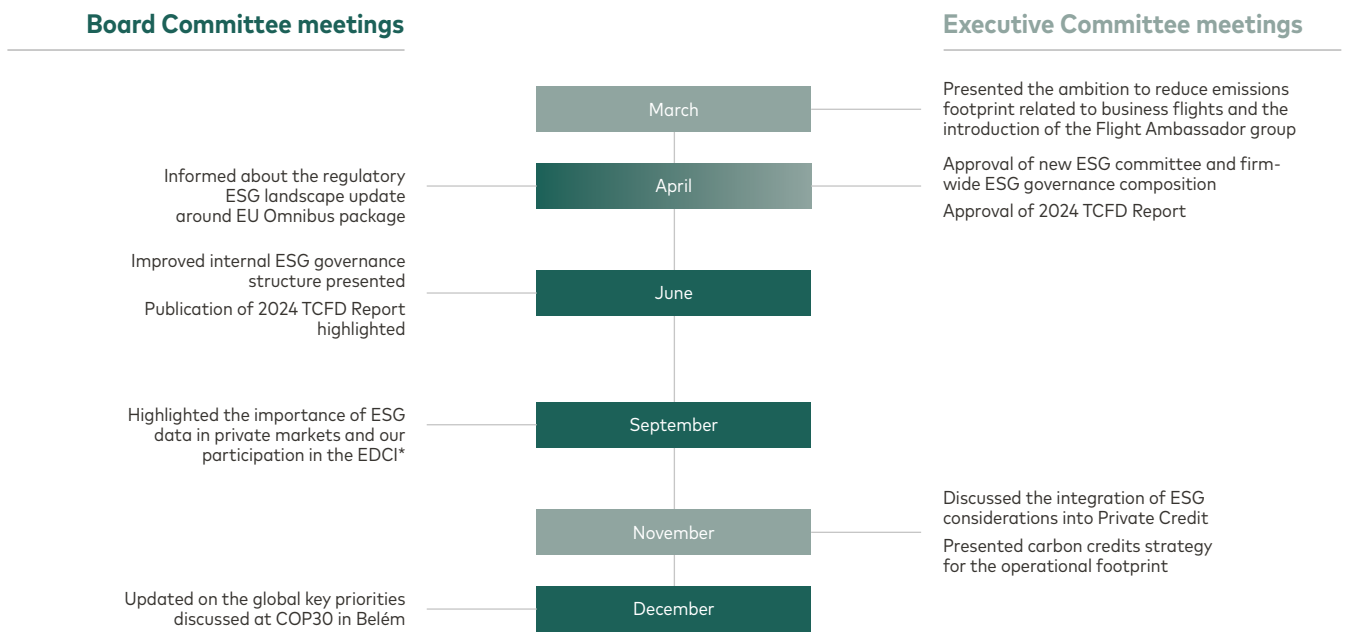 Board Committee meetings
Executive Committee meetings
March
Presented the ambition to reduce emissions
footprint related to business flights and the
introduction of the Flight Ambassador group
Informed about the regulatory
ESG landscape update
around EU Omnibus package
April
Approval of new ESG committee and firm-
wide ESG governance composition
Approval of 2024 TCFD Report
Improved internal ESG governance
structure presented
Publication of 2024 TCFD Report
highlighted
June
Highlighted the importance of ESG
data in private markets and our
participation in the EDCI*
September
November
Discussed the integration of ESG
considerations into Private Credit
Presented carbon credits strategy
for the operational footprint
Updated on the global key priorities
discussed at COP30 in Belém
December